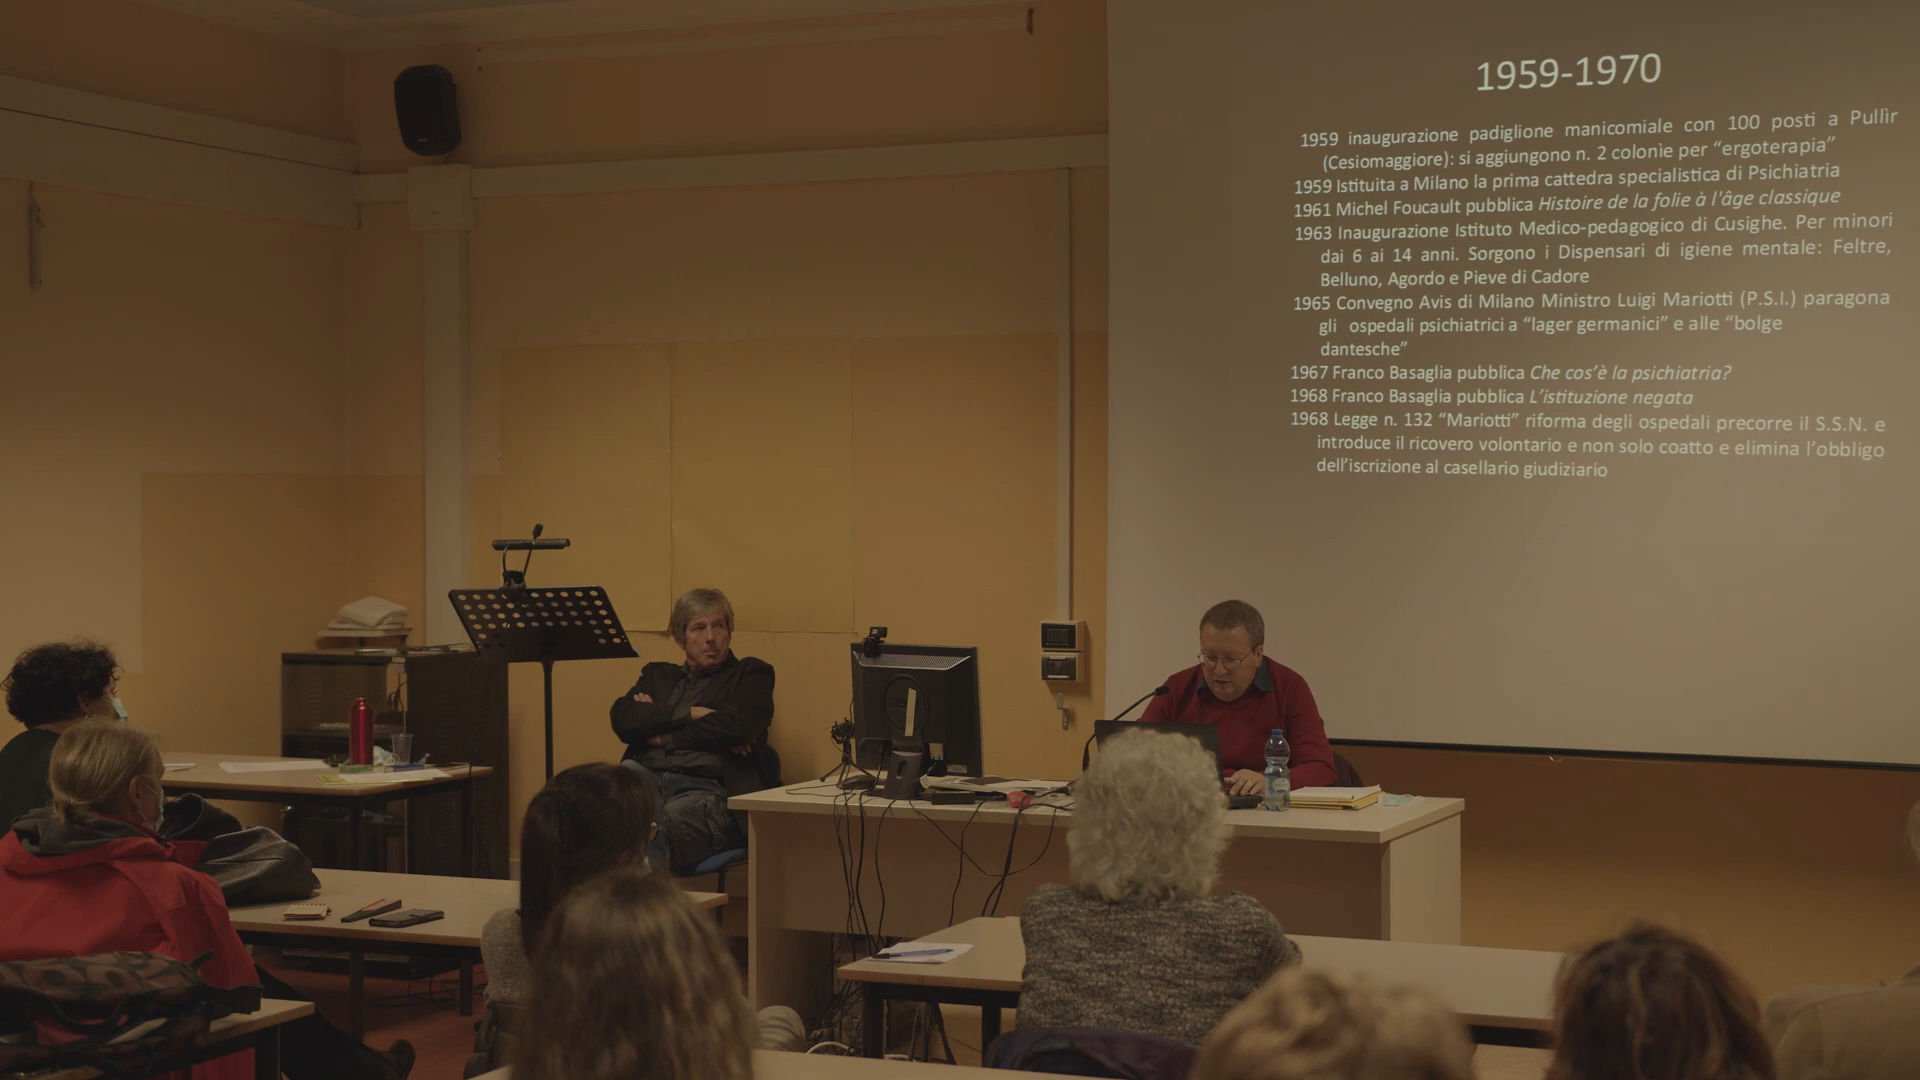 1959-1970
1959 inaugurazione padiglione manicomiale con 100 posti a Pullìr
(Cesiomaggiore): si aggiungono n. 2 colonie per “ergoterapia”
1959 Istituita a Milano la prima cattedra specialistica di Psichiatria
1961 Michel Foucault pubblica Histoire de la folie à l'âge classique
1963 Inaugurazione Istituto Medico-pedagogico di Cusighe. Per minori
dai 6 ai 14 anni. Sorgono i Dispensari di igiene mentale: Feltre,
Belluno, Agordo e Pieve di Cadore
1965 Convegno Avis di Milano Ministro Luigi Mariotti (P.S.I.) paragona
gli ospedali psichiatrici a “lager germanici” e alle “bolge
dantesche”
1967 Franco Basaglia pubblica Che cos’è la psichiatria?
1968 Franco Basaglia pubblica L’istituzione negata
1968 Legge n. 132 “Mariotti” riforma degli ospedali precorre il S.S.N. e
introduce il ricovero volontario e non solo coatto e elimina l’obbligo
dell’iscrizione al casellario giudiziario